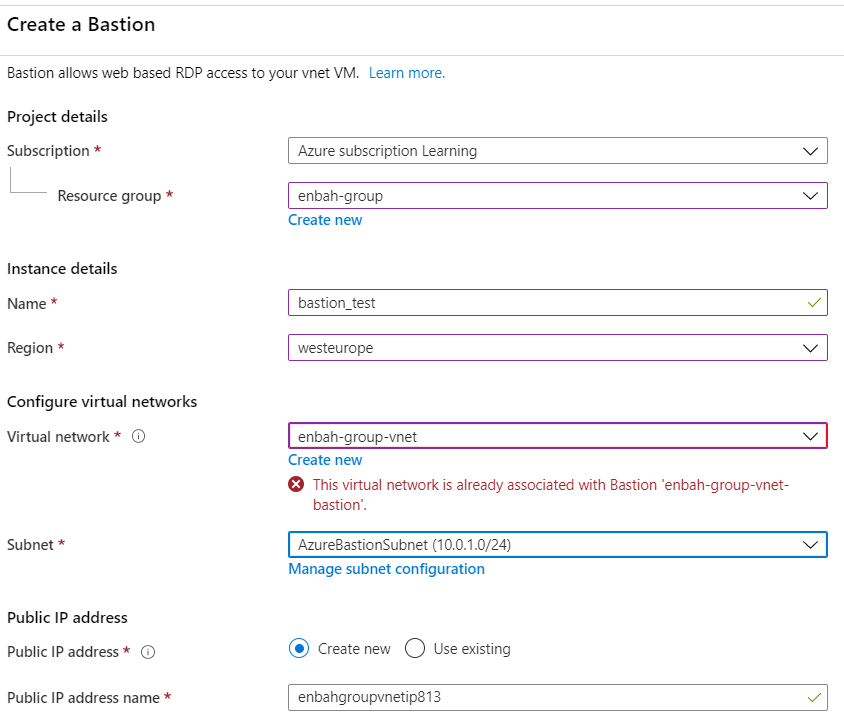 Create a Bastion
Bastion allows web based RDP access to your vnet VM. Learn more.
Project details
Subscription * Azure subscription Learning
Resource group * enbah-group
Create new
Instance details
Name * bastion_test
Region * westeurope
Configure virtual networks
Virtual network * enbah-group-vnet
Create new
This virtual network is already associated with Bastion 'enbah-group-vnet-
bastion'.
Subnet * AzureBastionSubnet (10.0.1.0/24)
Manage subnet configuration
Public IP address
Public IP address * Create new Use existing
Public IP address name * enbahgroupvnetip813